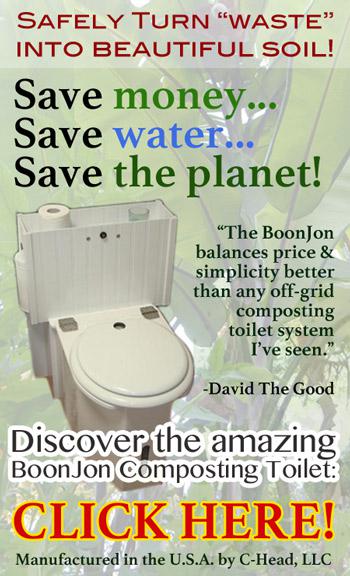 SAFELY TURN “WASTE”
INTO BEAUTIFUL SOIL!
Save money...
Save water...
Save the planet!
“The BoonJon
balances price &
simplicity better
than any off-grid
composting
toilet system
I’ve seen.”
-David The Good
Discover the amazing
BoonJon Composting Toilet:
CLICK HERE!
Manufactured in the U.S.A. by C-Head, LLC